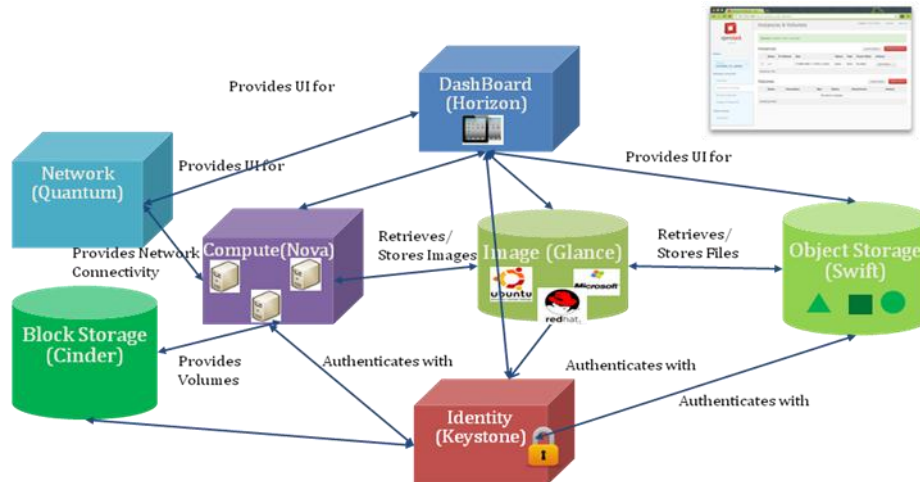 DashBoard
(Horizon)
Provides UI for
Network
(Quantum)
Provides UI for
Provides UI for
Compute(Nova)
Retrieves/
Stores Images
Image (Glance)
Retrieves/
Stores Files
Object Storage
(Swift)
Provides Network
Connectivity
ubuntu
Microsoft
redhat.
Block Storage
(Cinder)
Provides
Volumes
Authenticates with
Authenticates with
Authenticates with
Identity
(Keystone)